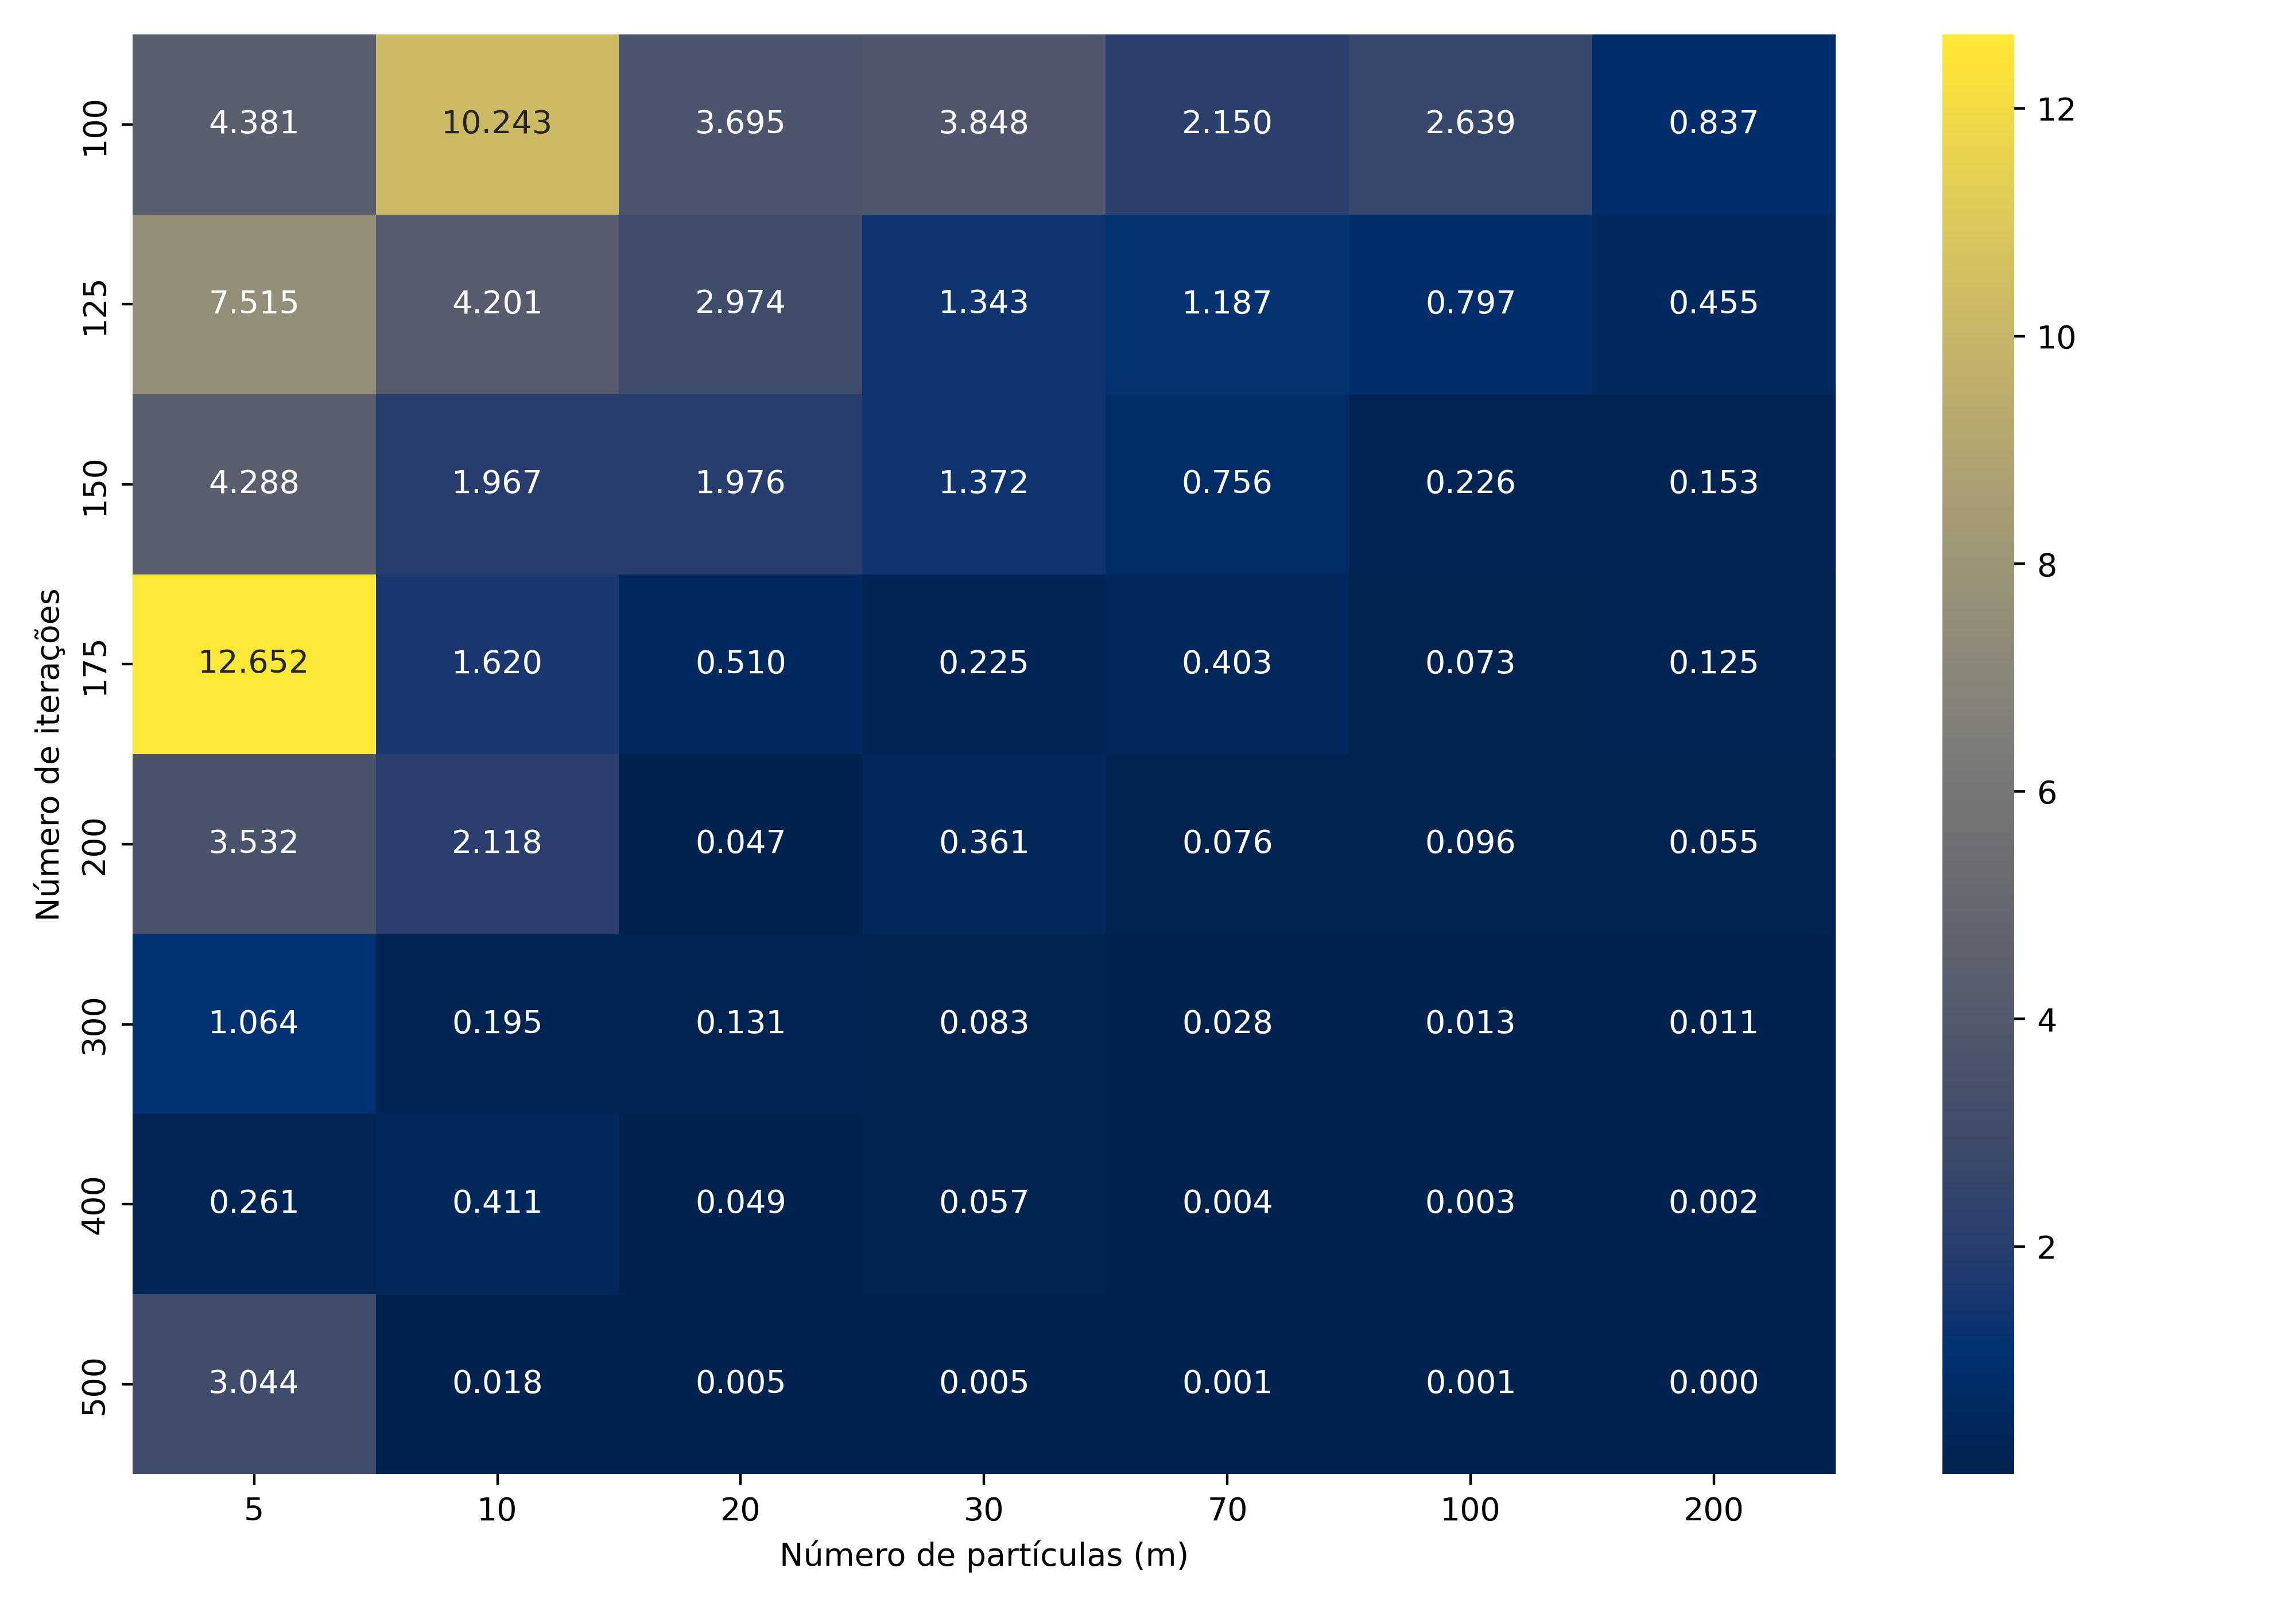 100 4.381 10.243 3.695 3.848 2.150 2.639 0.837
125 7.515 4.201 2.974 1.343 1.187 0.797 0.455
150 4.288 1.967 1.976 1.372 0.756 0.226 0.153
175 12.652 1.620 0.510 0.225 0.403 0.073 0.125
200 3.532 2.118 0.047 0.361 0.076 0.096 0.055
300 1.064 0.195 0.131 0.083 0.028 0.013 0.011
400 0.261 0.411 0.049 0.057 0.004 0.003 0.002
500 3.044 0.018 0.005 0.005 0.001 0.001 0.000
5 10 20 30 70 100 200
Número de partículas (m)
Número de iterações
12
10
8
6
4
2